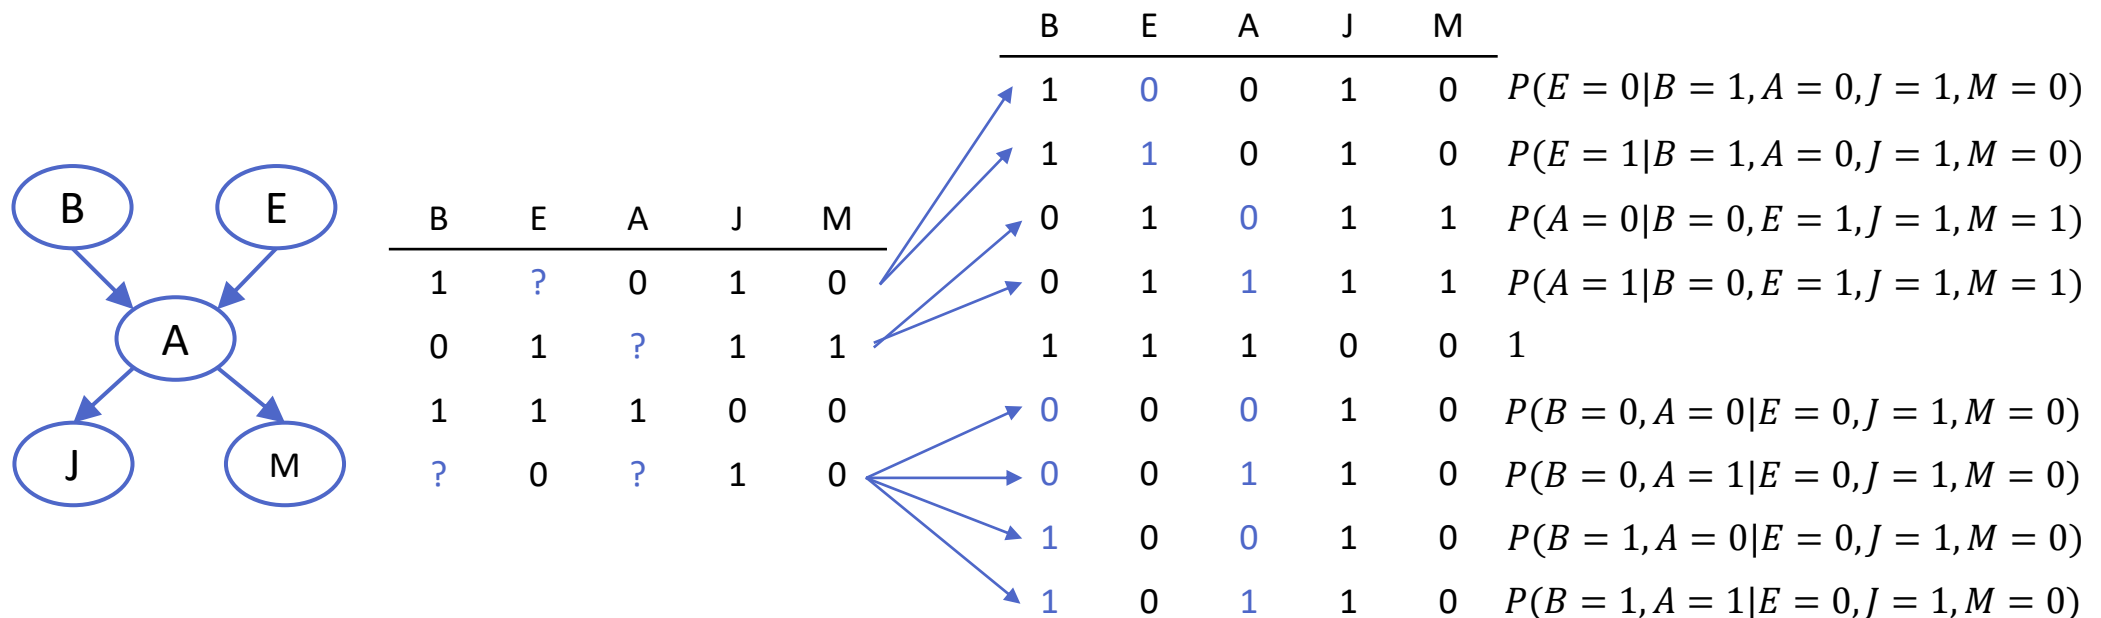 B E
A
J M
B E A J M
1 ? 0 1 0
0 1 ? 1 1
1 1 1 0 0
? 0 ? 1 0
B E A J M
1 0 0 1 0 P(E = 0|B = 1, A = 0, J = 1, M = 0)
1 1 0 1 0 P(E = 1|B = 1, A = 0, J = 1, M = 0)
0 1 0 1 1 P(A = 0|B = 0, E = 1, J = 1, M = 1)
0 1 1 1 1 P(A = 1|B = 0, E = 1, J = 1, M = 1)
1 1 1 0 0 1
0 0 0 1 0 P(B = 0, A = 0|E = 0, J = 1, M = 0)
0 0 1 1 0 P(B = 0, A = 1|E = 0, J = 1, M = 0)
1 0 0 1 0 P(B = 1, A = 0|E = 0, J = 1, M = 0)
1 0 1 1 0 P(B = 1, A = 1|E = 0, J = 1, M = 0)